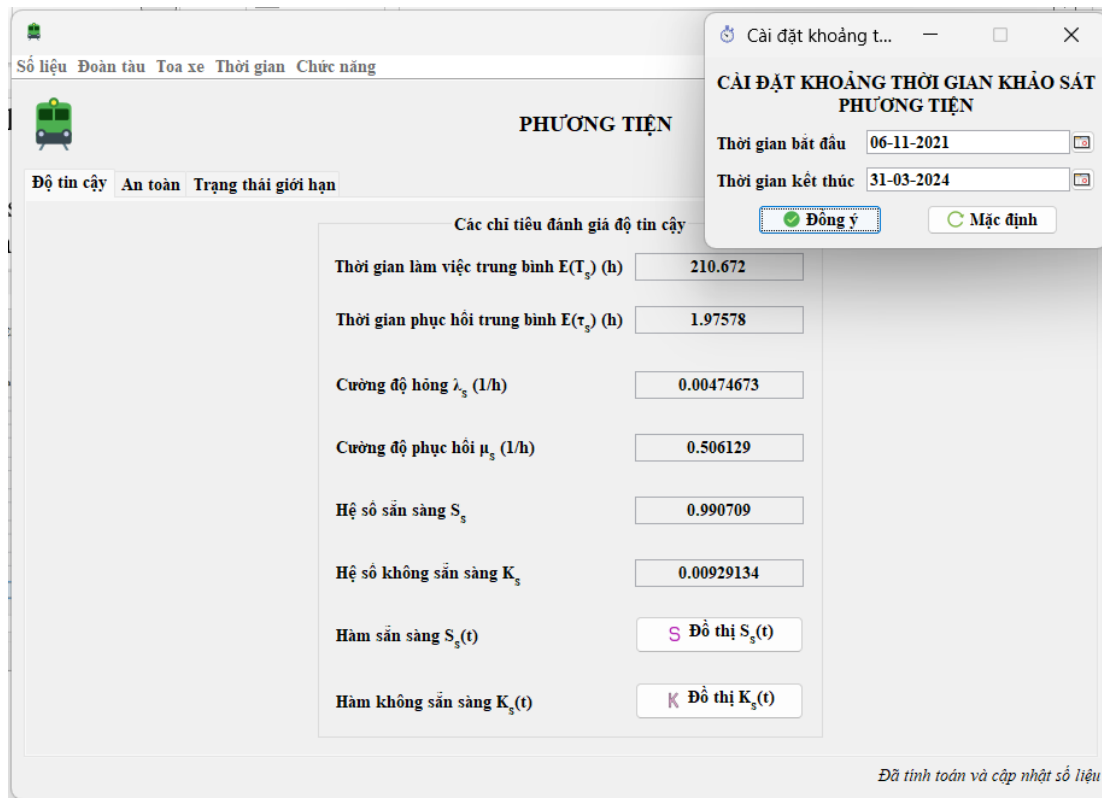 Cài đặt khoảng t...
Số liệu Đoàn tàu Toa xe Thời gian Chức năng
CÀI ĐẶT KHOẢNG THỜI GIAN KHẢO SÁT
PHƯƠNG TIỆN
Thời gian bắt đầu 06-11-2021
Thời gian kết thúc 31-03-2024
Đồng ý Mặc định
PHƯƠNG TIỆN
Độ tin cậy An toàn Trạng thái giới hạn
Các chỉ tiêu đánh giá độ tin cậy
Thời gian làm việc trung bình E(Tₛ) (h) 210.672
Thời gian phục hồi trung bình E(τₛ) (h) 1.97578
Cường độ hỏng λₛ (1/h) 0.00474673
Cường độ phục hồi μₛ (1/h) 0.506129
Hệ số sẵn sàng Sₛ 0.990709
Hệ số không sẵn sàng Kₛ 0.00929134
Hàm sẵn sàng Sₛ(t) S Đồ thị Sₛ(t)
Hàm không sẵn sàng Kₛ(t) K Đồ thị Kₛ(t)
Đã tính toán và cập nhật số liệu